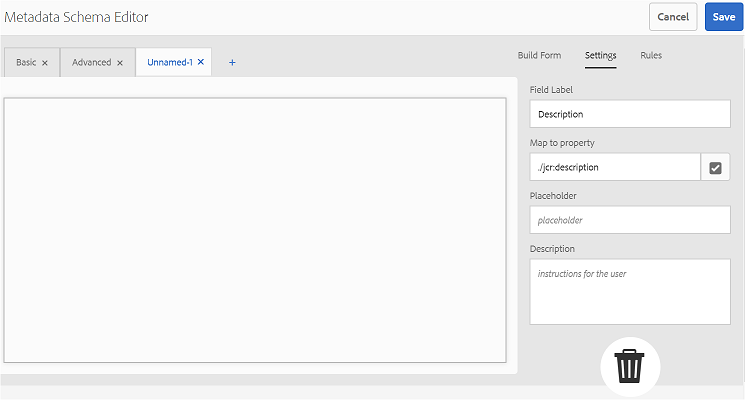 Metadata Schema Editor
Cancel
Save
Basic ×
Advanced ×
Unnamed-1 ×
+
Build Form
Settings
Rules
Field Label
Description
Map to property
./jcr:description
Placeholder
placeholder
Description
instructions for the user